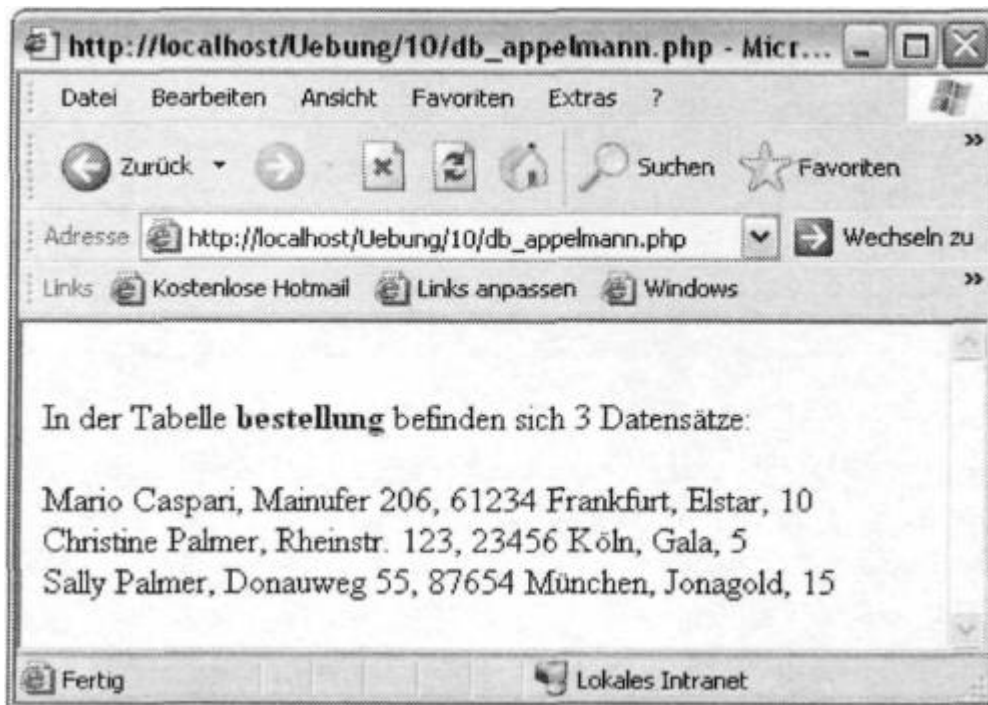 http://localhost/Uebung/10/db_appelmann.php - Micr...
Datei Bearbeiten Ansicht Favoriten Extras ?
Zurück Suchen Favoriten »
Adresse http://localhost/Uebung/10/db_appelmann.php Wechseln zu
Links Kostenlose Hotmail Links anpassen Windows »
In der Tabelle bestellung befinden sich 3 Datensätze:
Mario Caspari, Mainufer 206, 61234 Frankfurt, Elstar, 10
Christine Palmer, Rheinstr. 123, 23456 Köln, Gala, 5
Sally Palmer, Donauweg 55, 87654 München, Jonagold, 15
Fertig Lokales Intranet